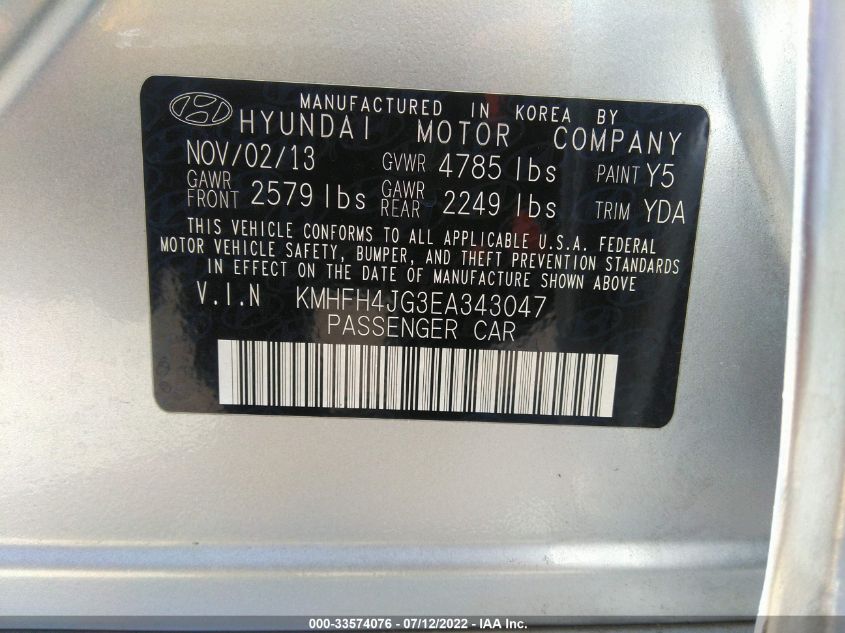 MANUFACTURED IN KOREA BY
HYUNDAI MOTOR COMPANY
NOV/02/13 GVWR 4785 lbs PAINT Y5
GAWR FRONT 2579 lbs GAWR REAR 2249 lbs TRIM YDA
THIS VEHICLE CONFORMS TO ALL APPLICABLE U.S.A. FEDERAL
MOTOR VEHICLE SAFETY, BUMPER, AND THEFT PREVENTION STANDARDS
IN EFFECT ON THE DATE OF MANUFACTURE SHOWN ABOVE
V.I.N KMHFH4JG3EA343047
PASSENGER CAR
000-33574076 - 07/12/2022 - IAA Inc.